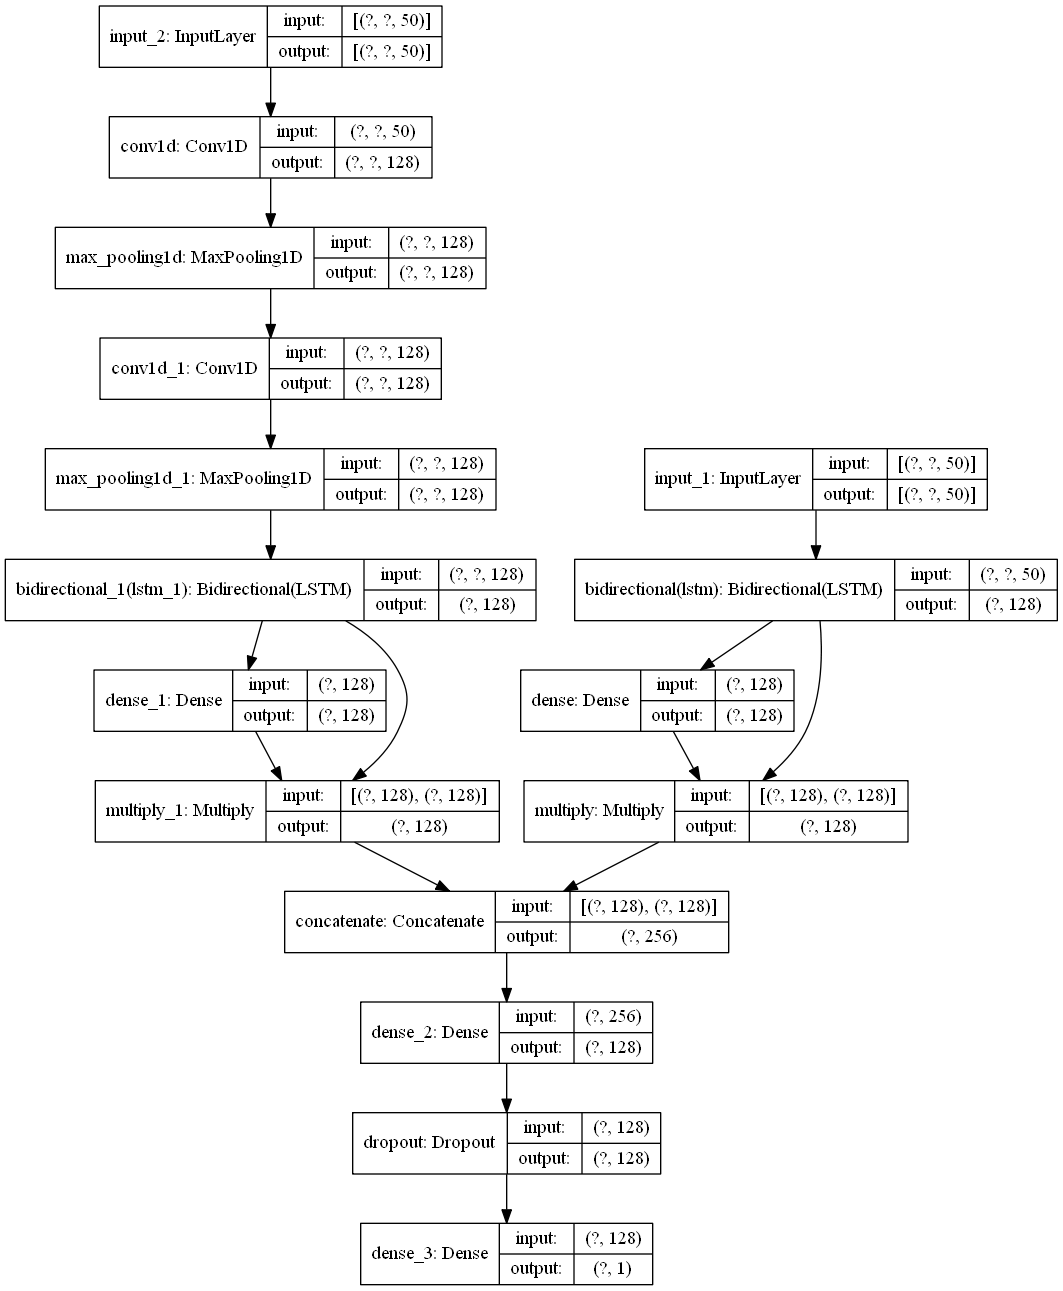 input_2: InputLayer
input: [(?, ?, 50)]
output: [(?, ?, 50)]
conv1d: Conv1D
input: (?, ?, 50)
output: (?, ?, 128)
max_pooling1d: MaxPooling1D
input: (?, ?, 128)
output: (?, ?, 128)
conv1d_1: Conv1D
input: (?, ?, 128)
output: (?, ?, 128)
max_pooling1d_1: MaxPooling1D
input: (?, ?, 128)
output: (?, ?, 128)
input_1: InputLayer
input: [(?, ?, 50)]
output: [(?, ?, 50)]
bidirectional_1(lstm_1): Bidirectional(LSTM)
input: (?, ?, 128)
output: (?, 128)
bidirectional(lstm): Bidirectional(LSTM)
input: (?, ?, 50)
output: (?, 128)
dense_1: Dense
input: (?, 128)
output: (?, 128)
dense: Dense
input: (?, 128)
output: (?, 128)
multiply_1: Multiply
input: [(?, 128), (?, 128)]
output: (?, 128)
multiply: Multiply
input: [(?, 128), (?, 128)]
output: (?, 128)
concatenate: Concatenate
input: [(?, 128), (?, 128)]
output: (?, 256)
dense_2: Dense
input: (?, 256)
output: (?, 128)
dropout: Dropout
input: (?, 128)
output: (?, 128)
dense_3: Dense
input: (?, 128)
output: (?, 1)